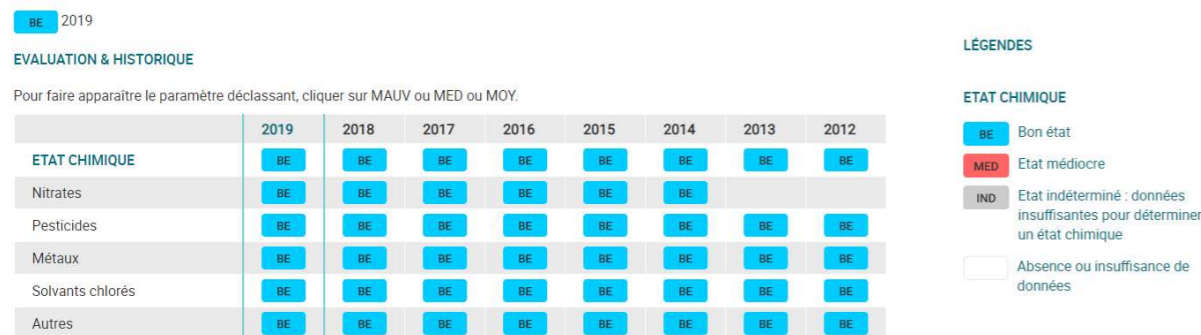 BE 2019
EVALUATION & HISTORIQUE
Pour faire apparaître le paramètre déclassant, cliquer sur MAUV ou MED ou MOY.
2019 2018 2017 2016 2015 2014 2013 2012
ETAT CHIMIQUE BE BE BE BE BE BE BE BE
Nitrates BE BE BE BE BE BE
Pesticides BE BE BE BE BE BE BE BE
Métaux BE BE BE BE BE BE BE BE
Solvants chlorés BE BE BE BE BE BE BE BE
Autres BE BE BE BE BE BE BE BE
LÉGENDES
ETAT CHIMIQUE
BE Bon état
MED Etat médiocre
IND Etat indéterminé : données
insuffisantes pour déterminer
un état chimique
Absence ou insuffisance de
données